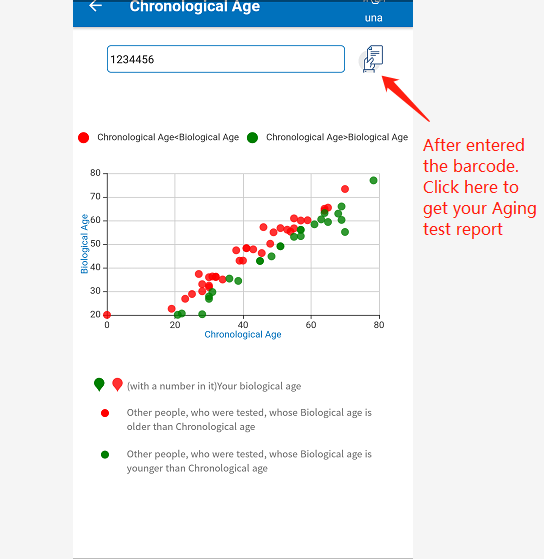 Chronological Age
una
1234456
After entered
the barcode.
Click here to
get your Aging
test report
Chronological Age<Biological Age
Chronological Age>Biological Age
80
70
60
50
40
30
20
Biological Age
0
20
40
60
80
Chronological Age
(with a number in it)Your biological age
Other people, who were tested, whose Biological age is
older than Chronological age
Other people, who were tested, whose Biological age is
younger than Chronological age